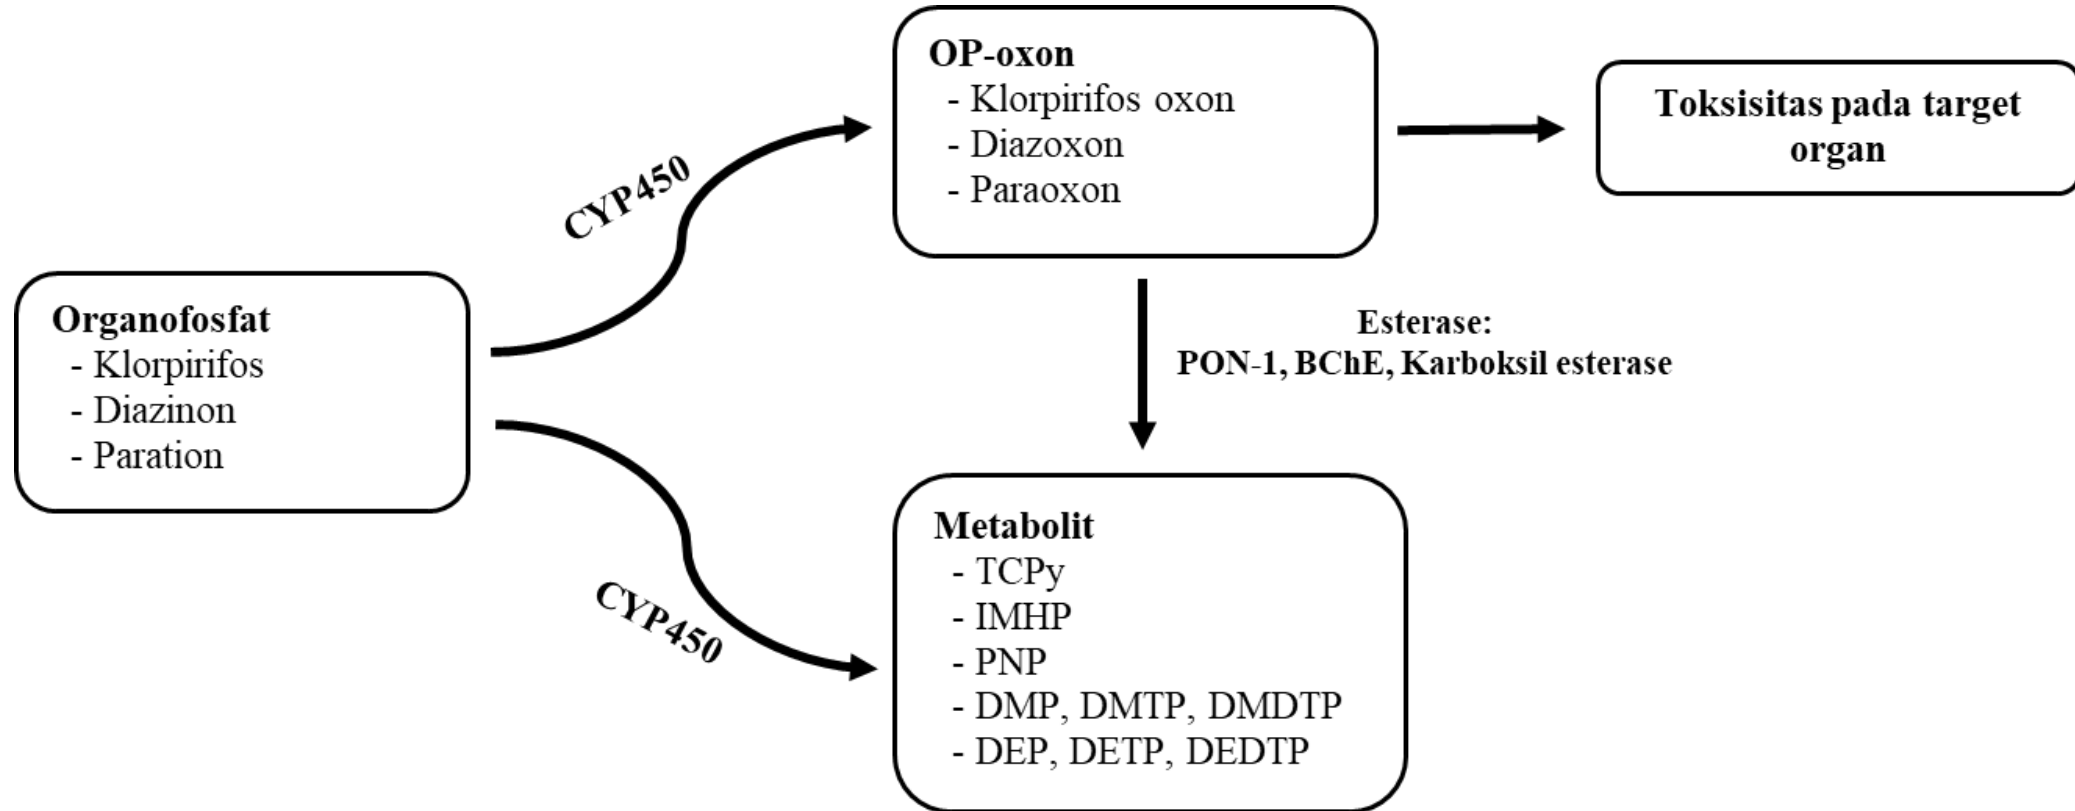 OP-oxon
- Klorpirifos oxon
- Diazoxon
- Paraoxon
Toksisitas pada target
organ
CYP450
Organofosfat
- Klorpirifos
- Diazinon
- Paration
Esterase:
PON-1, BChE, Karboksil esterase
CYP450
Metabolit
- TCPy
- IMHP
- PNP
- DMP, DMTP, DMDTP
- DEP, DETP, DEDTP